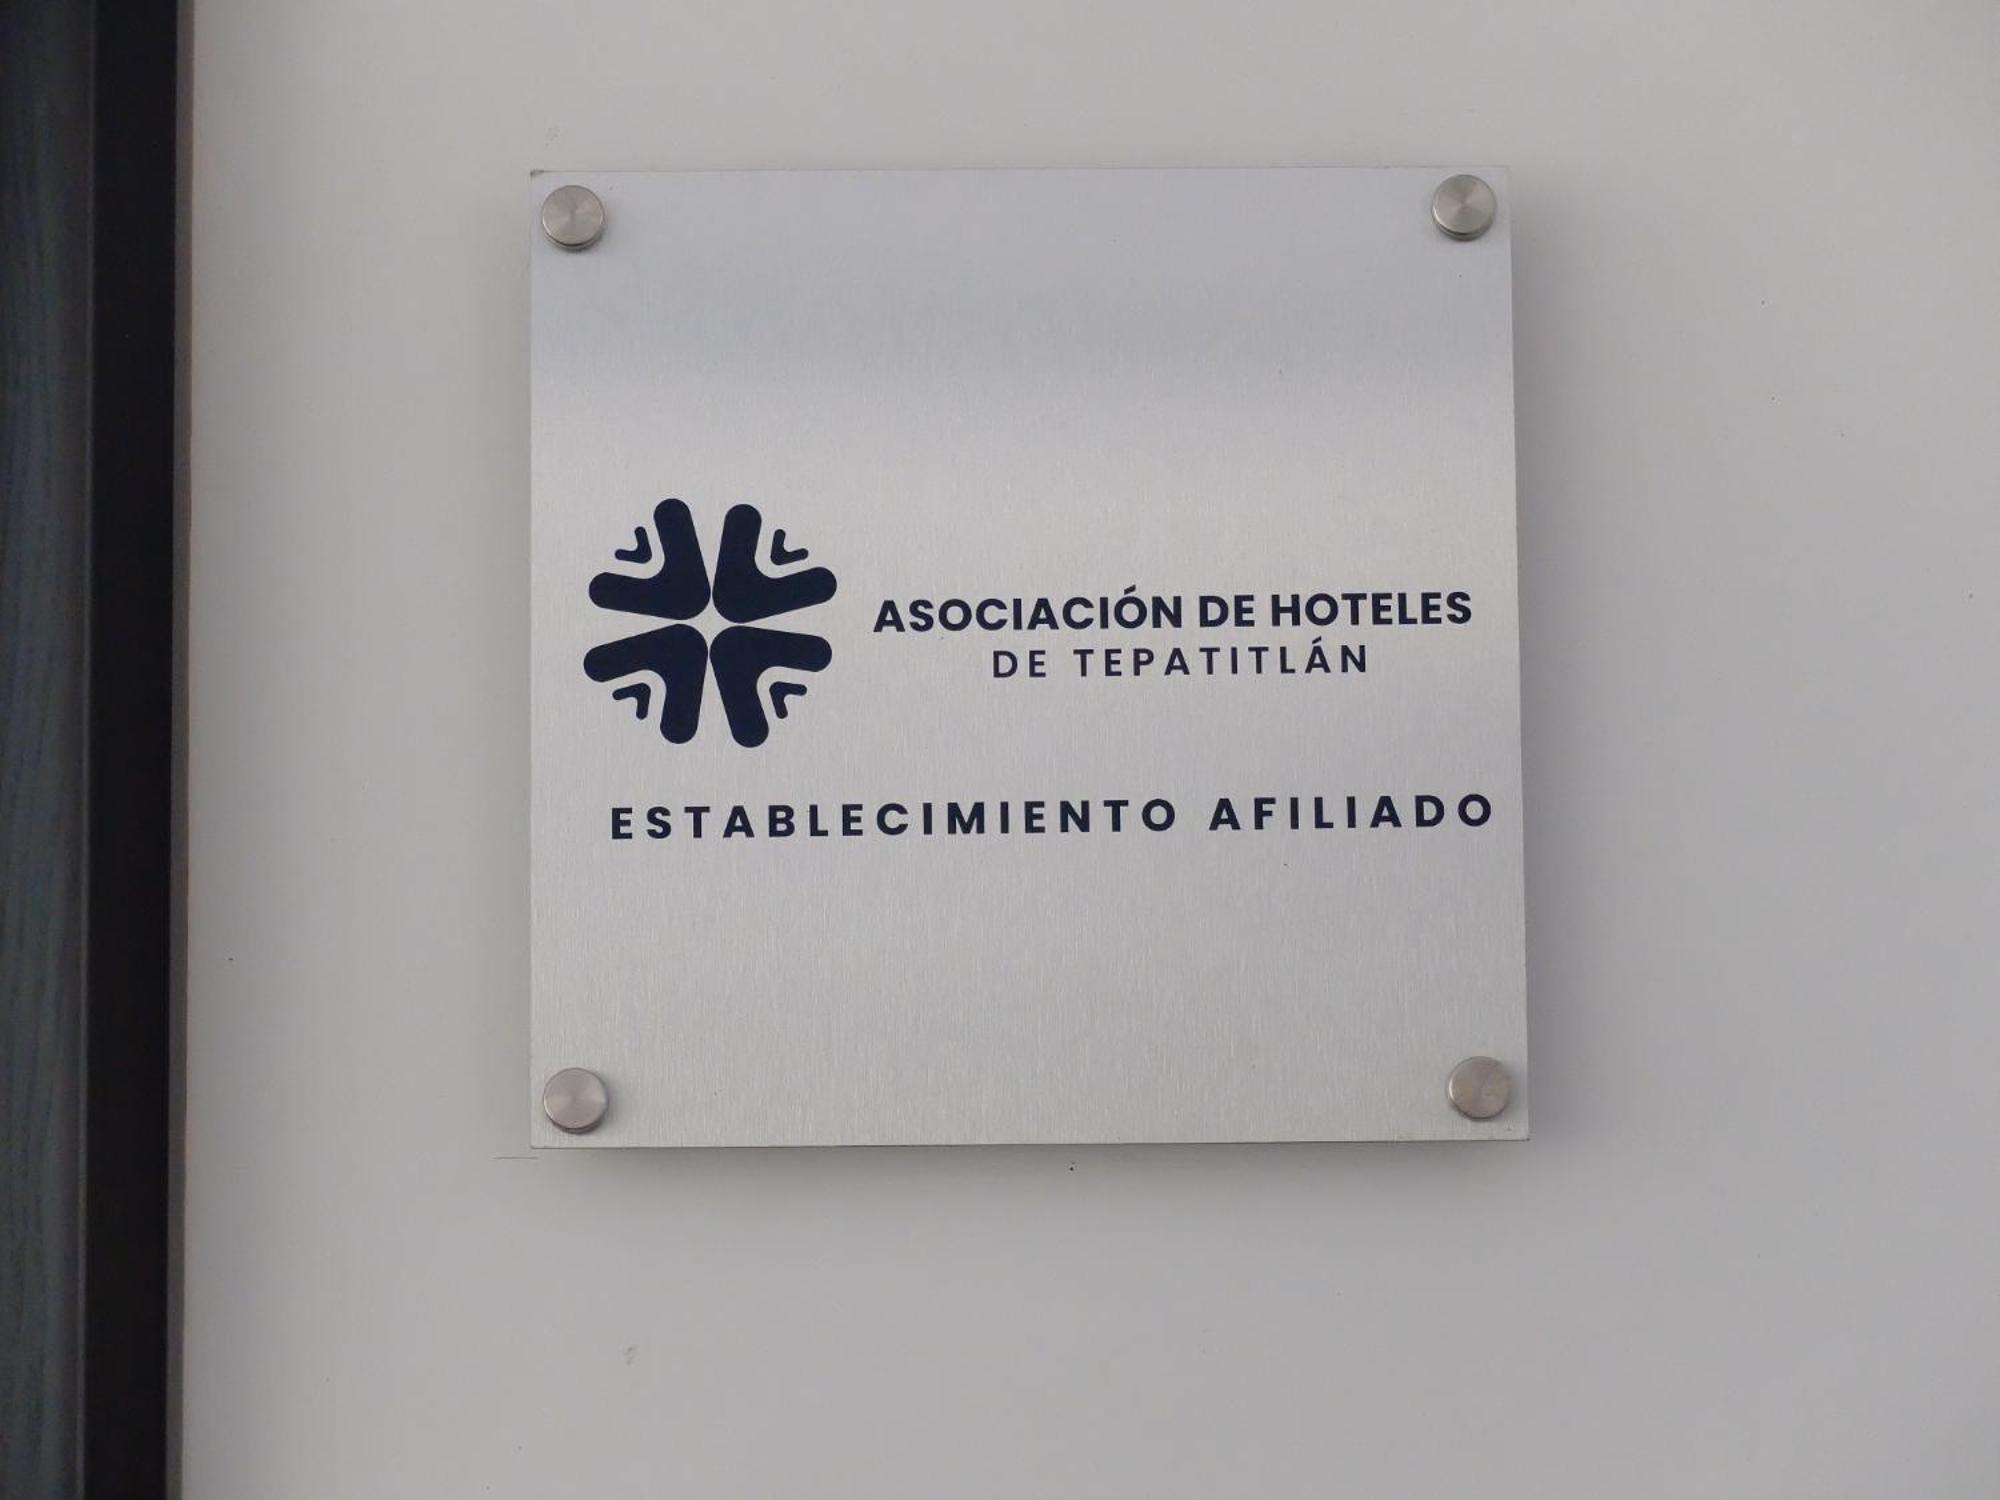 ASOCIACIÓN DE HOTELES
DE TEPATITLÁN
ESTABLECIMIENTO AFILIADO